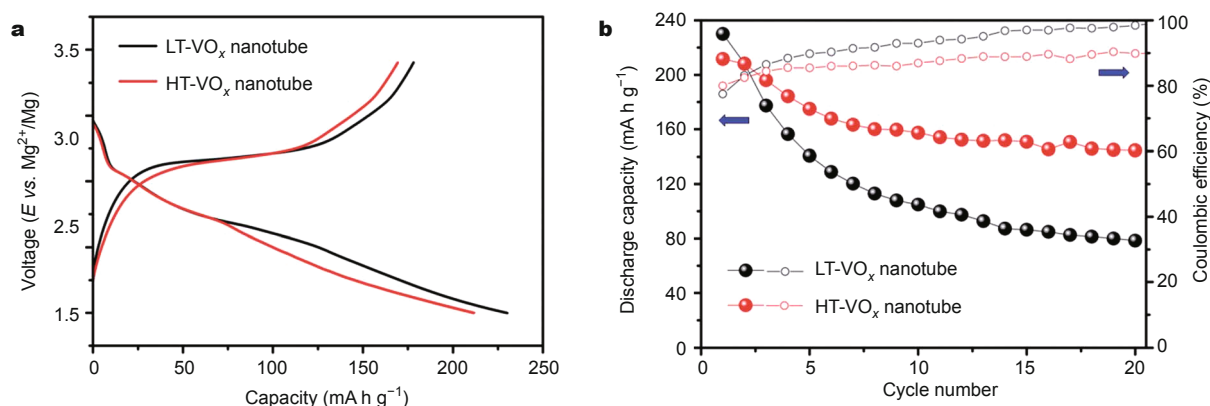 a
3.5
3.0
2.5
1.5
Voltage (E vs. Mg²⁺/Mg)
LT-VOₓ nanotube
HT-VOₓ nanotube
0 50 100 150 200 250
Capacity (mA h g⁻¹)
b
240
200
160
120
80
40
0
Discharge capacity (mA h g⁻¹)
LT-VOₓ nanotube
HT-VOₓ nanotube
0 5 10 15 20
Cycle number
100
80
60
40
20
0
Coulombic efficiency (%)